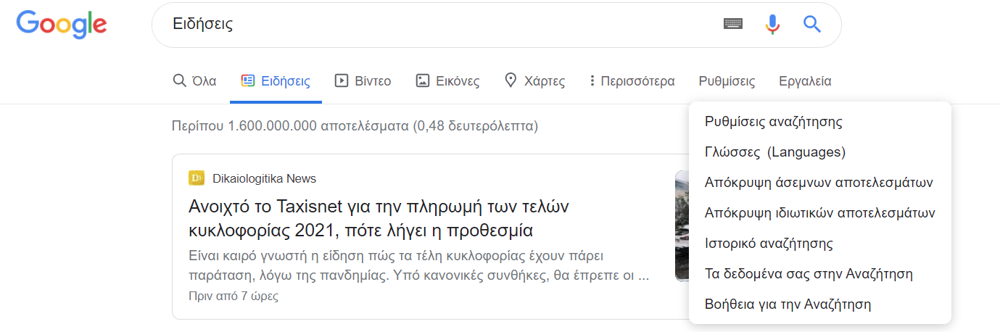 Google
Ειδήσεις
Όλα Ειδήσεις Βίντεο Εικόνες Χάρτες Περισσότερα Ρυθμίσεις Εργαλεία
Περίπου 1.600.000.000 αποτελέσματα (0,48 δευτερόλεπτα)
Dikaiologitika News
Ανοιχτό το Taxisnet για την πληρωμή των τελών
κυκλοφορίας 2021, πότε λήγει η προθεσμία
Είναι καιρό γνωστή η είδηση πώς τα τέλη κυκλοφορίας έχουν πάρει
παράταση, λόγω της πανδημίας. Υπό κανονικές συνθήκες, θα έπρεπε οι ...
Πριν από 7 ώρες
Ρυθμίσεις αναζήτησης
Γλώσσες (Languages)
Απόκρυψη άσεμνων αποτελεσμάτων
Απόκρυψη ιδιωτικών αποτελεσμάτων
Ιστορικό αναζήτησης
Τα δεδομένα σας στην Αναζήτηση
Βοήθεια για την Αναζήτηση